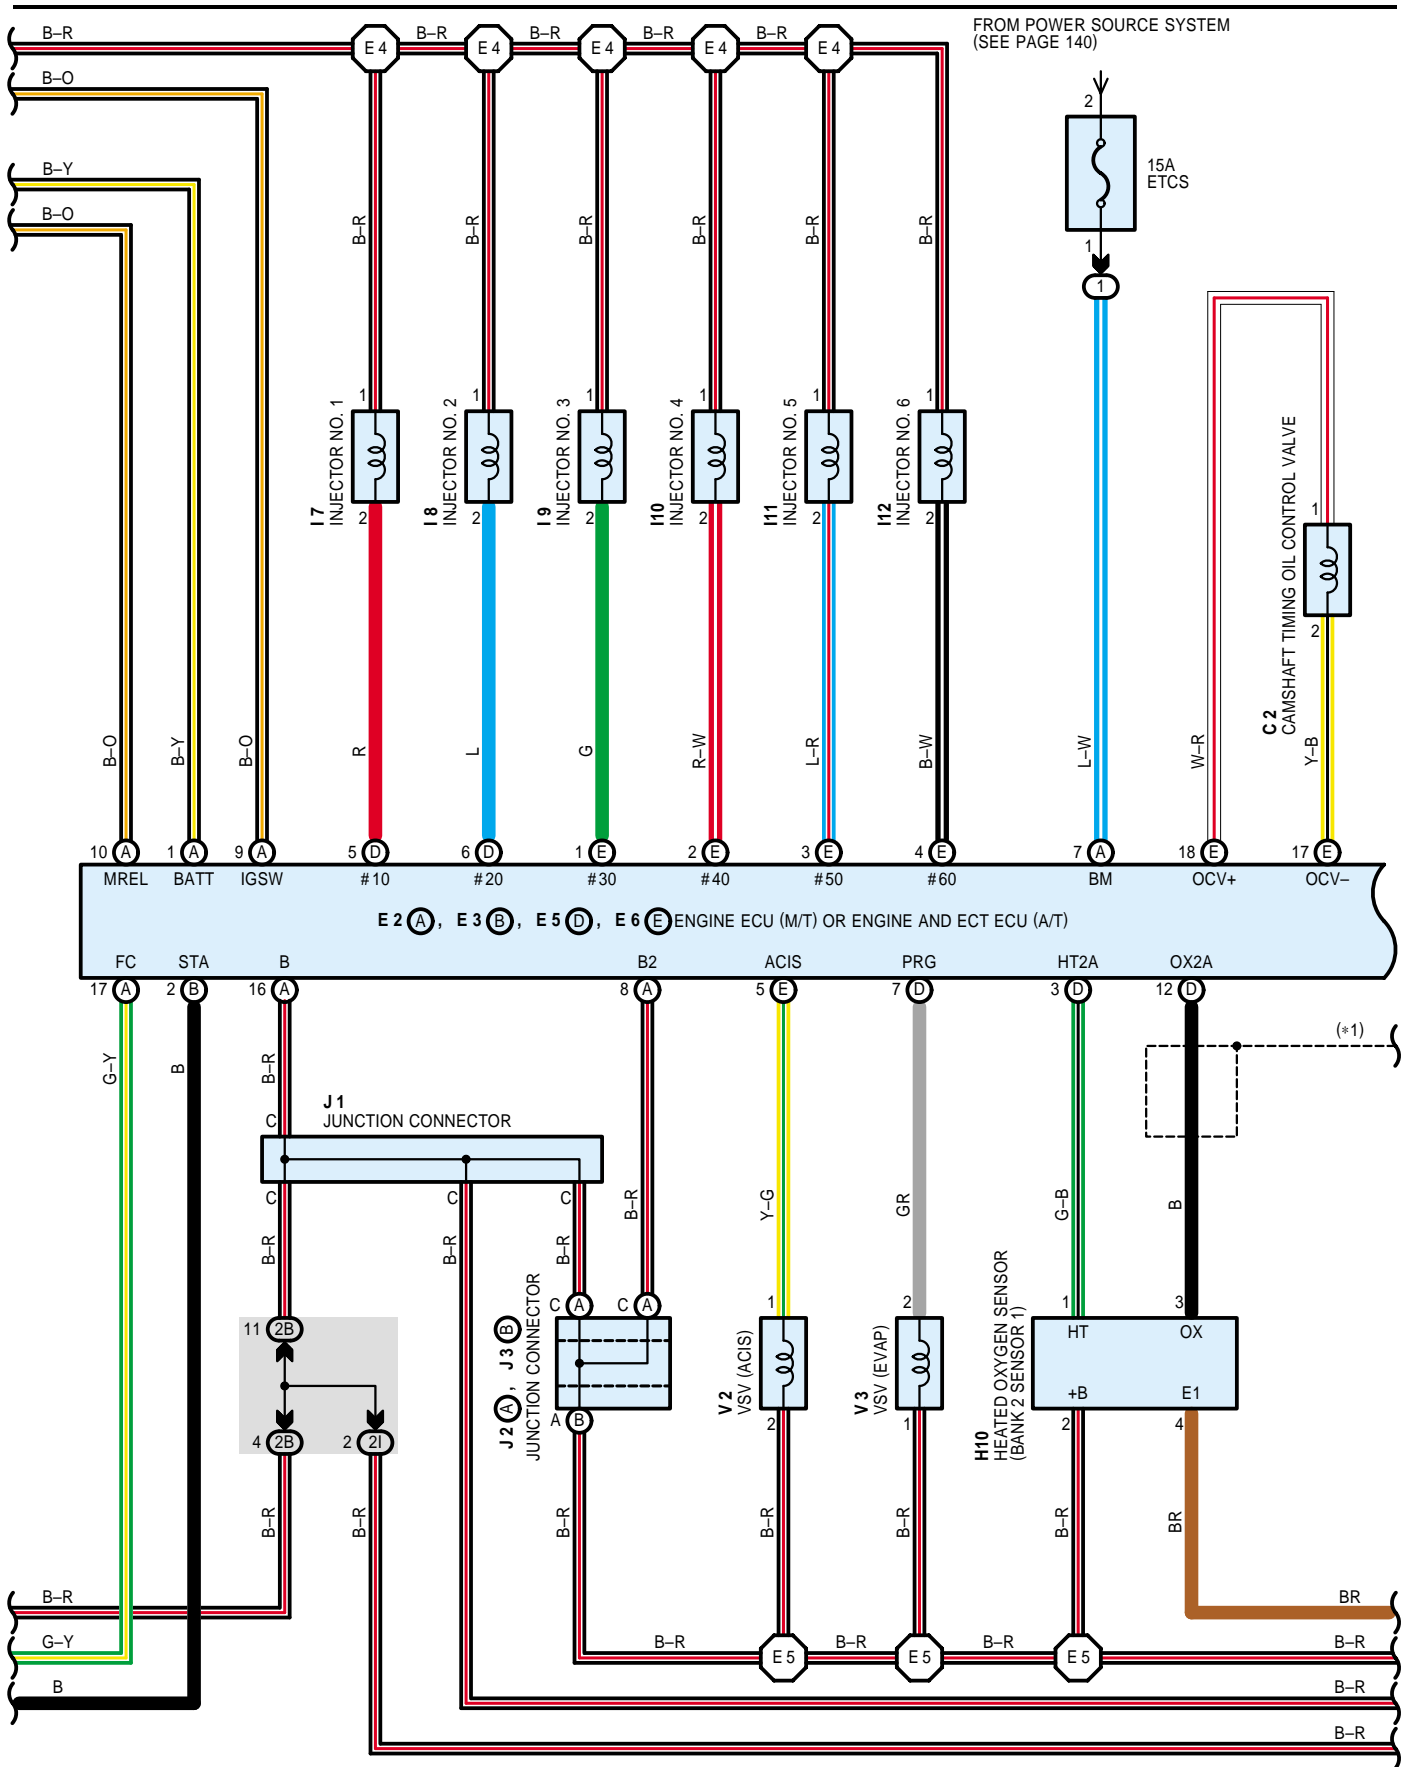 FROM POWER SOURCE SYSTEM
(SEE PAGE 140)
B–R
E 4
B–R
E 4
B–R
E 4
B–R
E 4
B–R
E 4
B–O
B–Y
B–O
2
15A
ETCS
1
1
B–R
B–R
B–R
B–R
B–R
B–R
1
1
1
1
1
1
I 7
INJECTOR NO. 1
I 8
INJECTOR NO. 2
I 9
INJECTOR NO. 3
I10
INJECTOR NO. 4
I11
INJECTOR NO. 5
I12
INJECTOR NO. 6
2
2
2
2
2
2
1
C 2
CAMSHAFT TIMING OIL CONTROL VALVE
2
B–O
B–Y
B–O
R
L
G
R–W
L–R
B–W
L–W
W–R
Y–B
10 A
1 A
9 A
5 D
6 D
1 E
2 E
3 E
4 E
7 A
18 E
17 E
MREL
BATT
IGSW
#10
#20
#30
#40
#50
#60
BM
OCV+
OCV–
E 2 A , E 3 B , E 5 D , E 6 E ENGINE ECU (M/T) OR ENGINE AND ECT ECU (A/T)
FC
STA
B
B2
ACIS
PRG
HT2A
OX2A
17 A
2 B
16 A
8 A
5 E
7 D
3 D
12 D
(*1)
G–Y
B
B–R
C
J 1
JUNCTION CONNECTOR
C
C
C
B–R
B–R
B–R
B–R
Y–G
GR
G–B
B
11 2B
4 2B
2 2I
J 2 A , J 3 B
JUNCTION CONNECTOR
C A
C A
A B
1
V 2
VSV (ACIS)
2
2
V 3
VSV (EVAP)
1
H10
HEATED OXYGEN SENSOR
(BANK 2 SENSOR 1)
1
3
HT
OX
+B
E1
2
4
B–R
B–R
B–R
B–R
B–R
B–R
BR
B–R
BR
G–Y
B–R
E 5
B–R
E 5
B–R
E 5
B–R
B
B–R
B–R